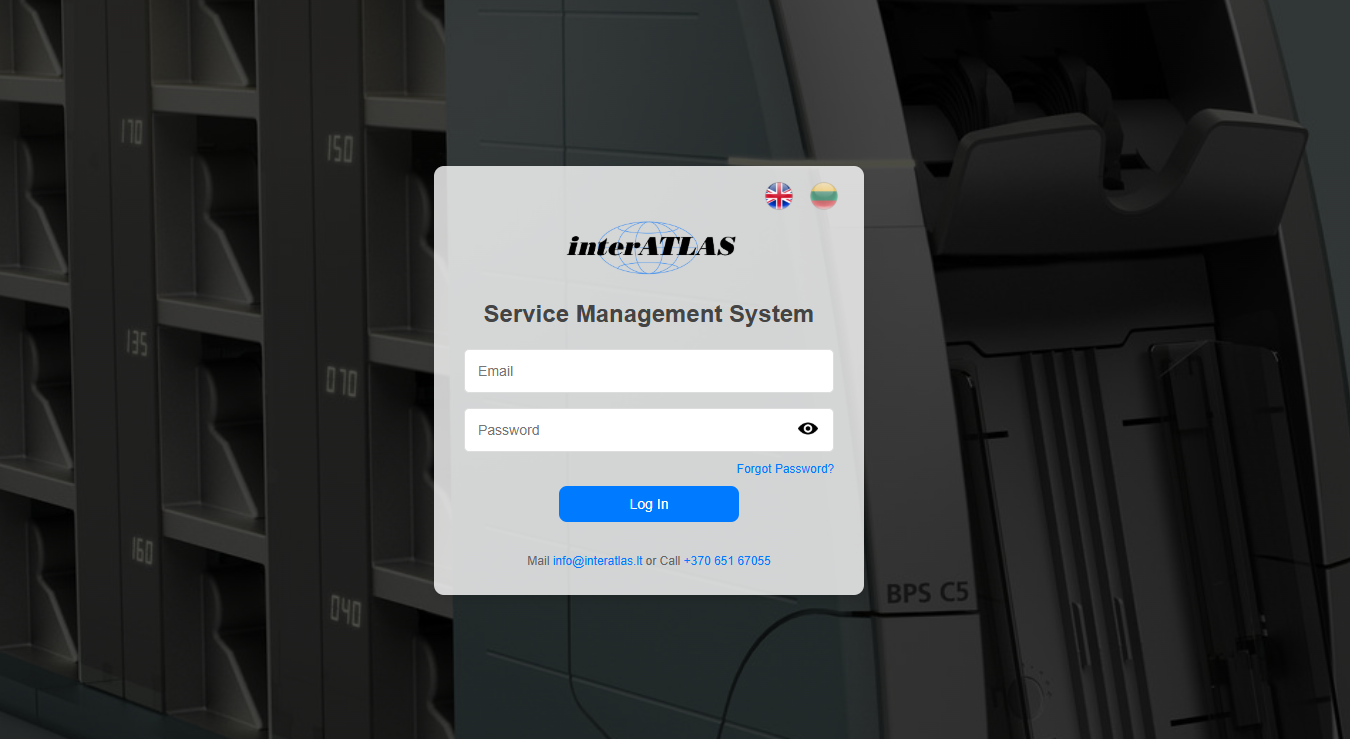 170
150
interATLAS
Service Management System
135
Email
070
Password
Forgot Password?
Log In
160
Mail info@interatlas.lt or Call +370 651 67055
BPS C5
040